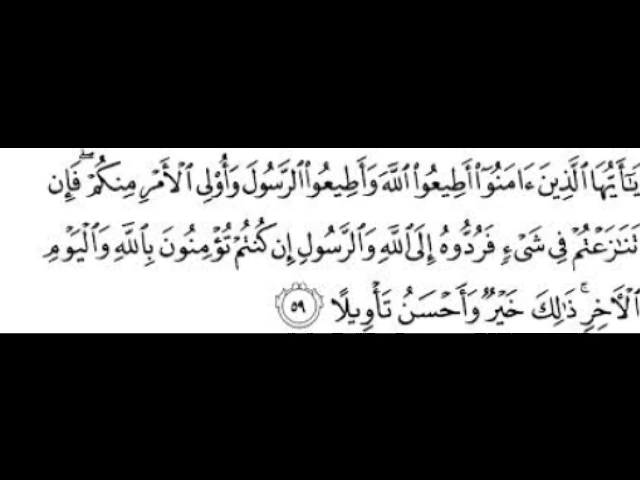 يَٰٓأَيُّهَا ٱلَّذِينَ ءَامَنُوٓا۟ أَطِيعُوا۟ ٱللَّهَ وَأَطِيعُوا۟ ٱلرَّسُولَ وَأُو۟لِى ٱلْأَمْرِ مِنكُمْ ۖ فَإِن
تَنَٰزَعْتُمْ فِى شَىْءٍ فَرُدُّوهُ إِلَى ٱللَّهِ وَٱلرَّسُولِ إِن كُنتُمْ تُؤْمِنُونَ بِٱللَّهِ وَٱلْيَوْمِ
ٱلْءَاخِرِ ۚ ذَٰلِكَ خَيْرٌ وَأَحْسَنُ تَأْوِيلًا ٥٩